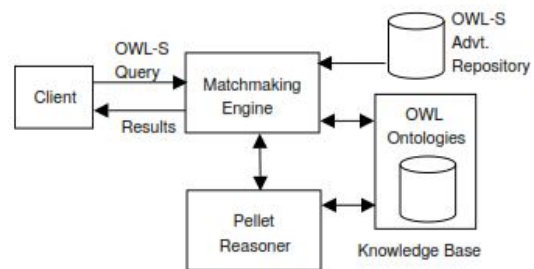 OWL-S
Query
Client
Results
Matchmaking
Engine
OWL-S
Advt.
Repository
OWL
Ontologies
Knowledge Base
Pellet
Reasoner